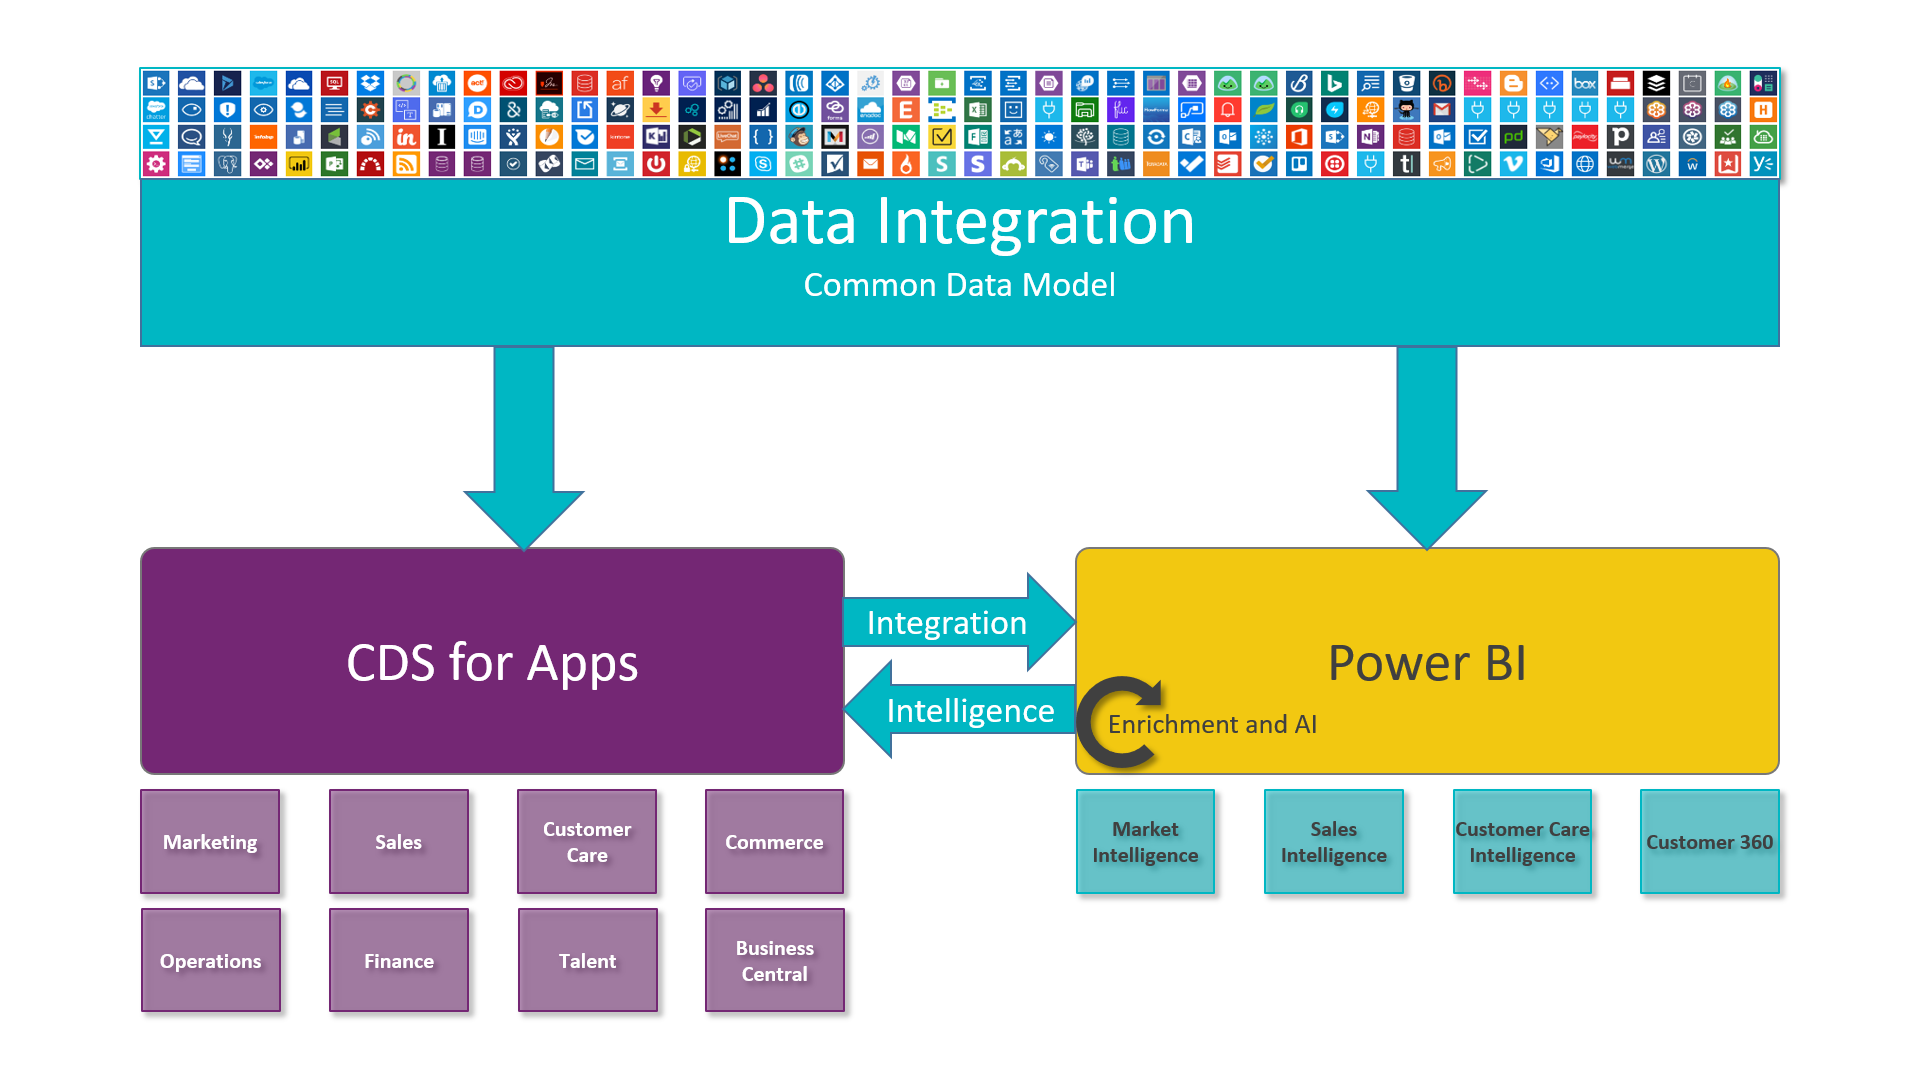 Data Integration
Common Data Model
CDS for Apps
Integration
Intelligence
Power BI
Enrichment and AI
Marketing
Sales
Customer
Care
Commerce
Operations
Finance
Talent
Business
Central
Market
Intelligence
Sales
Intelligence
Customer Care
Intelligence
Customer 360